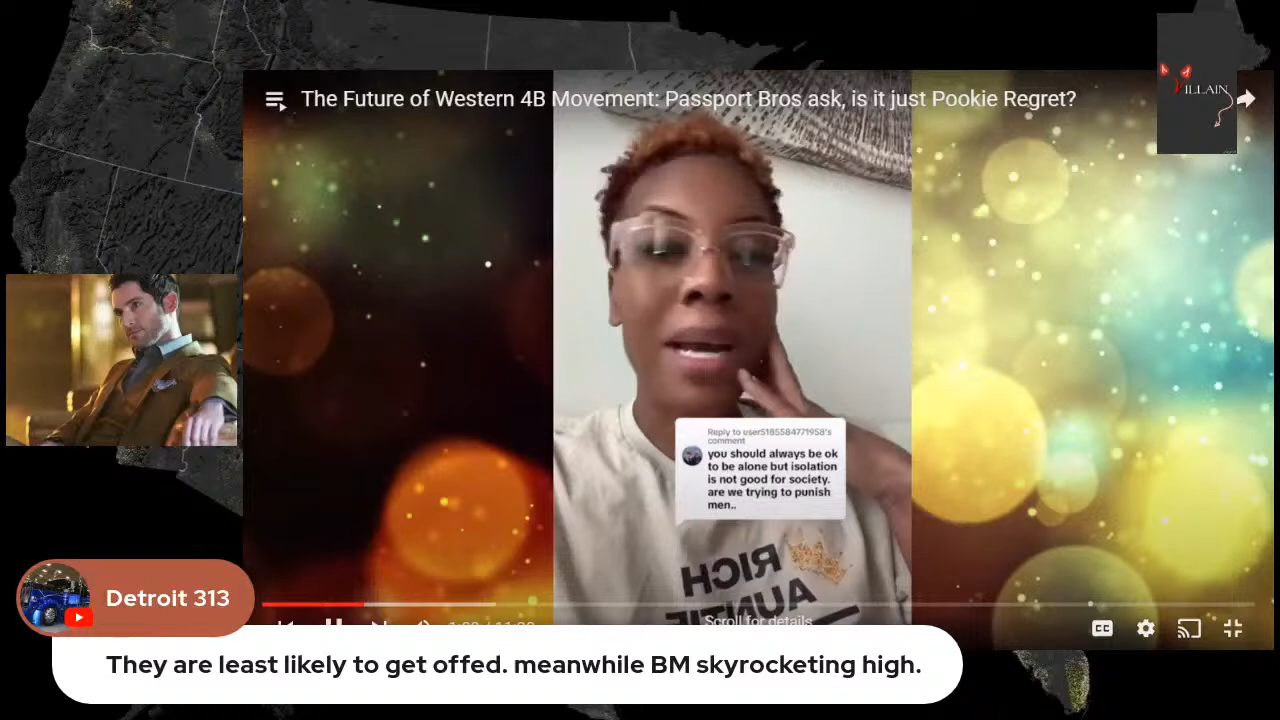 The Future of Western 4B Movement: Passport Bros ask, is it just Pookie Regret?
VILLAIN
Reply to user5185584771958's
comment
you should always be ok
to be alone but isolation
is not good for society.
are we trying to punish
men..
RICH
AUNTIE
Scroll for details
CC
Detroit 313
They are least likely to get offed. meanwhile BM skyrocketing high.